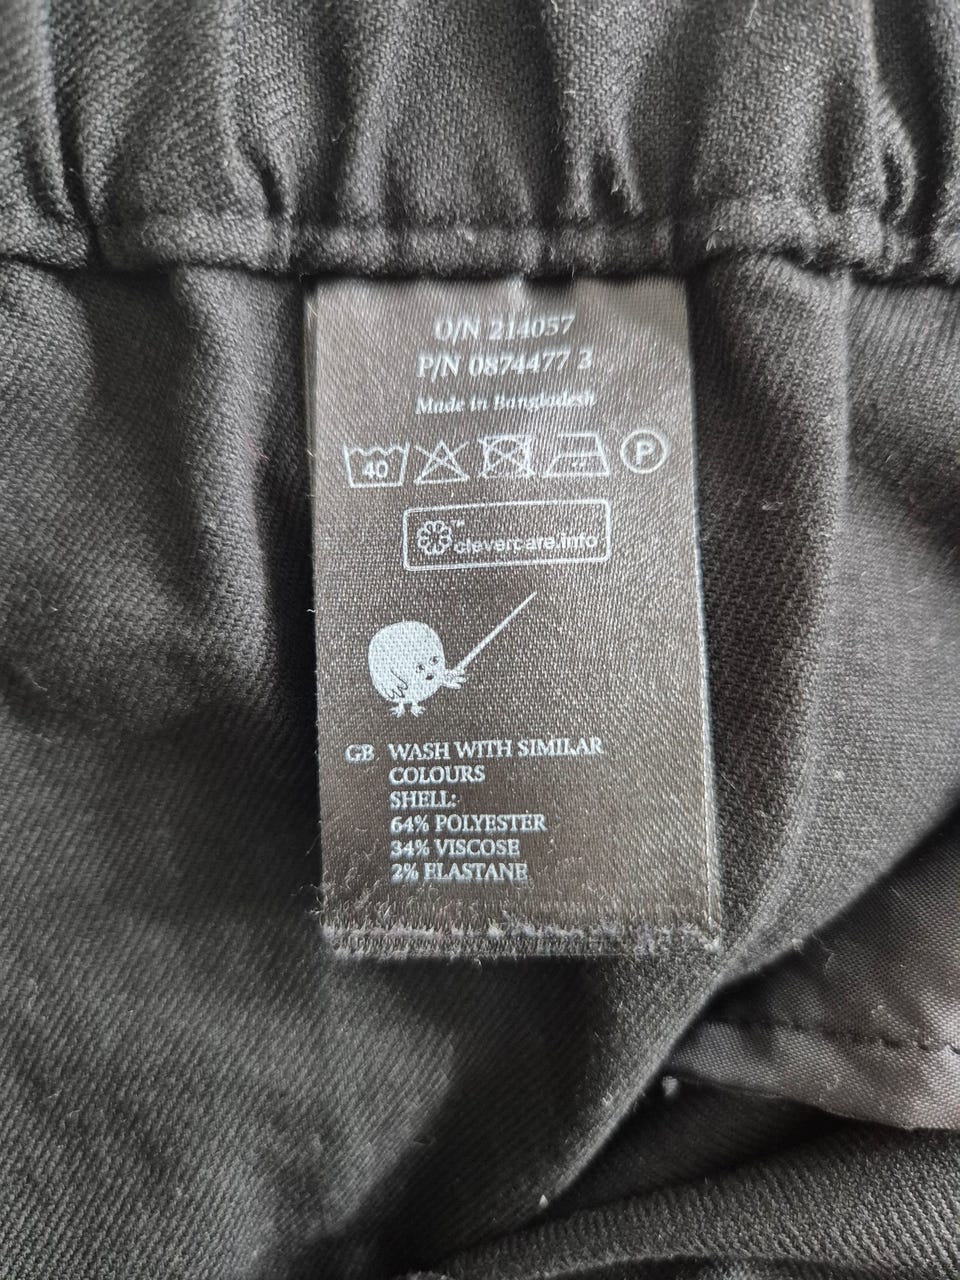 O/N 214057
P/N 0874477 3
Made in Bangladesh
40 P
™ clevercare.info
GB WASH WITH SIMILAR
COLOURS
SHELL:
64% POLYESTER
34% VISCOSE
2% ELASTANE